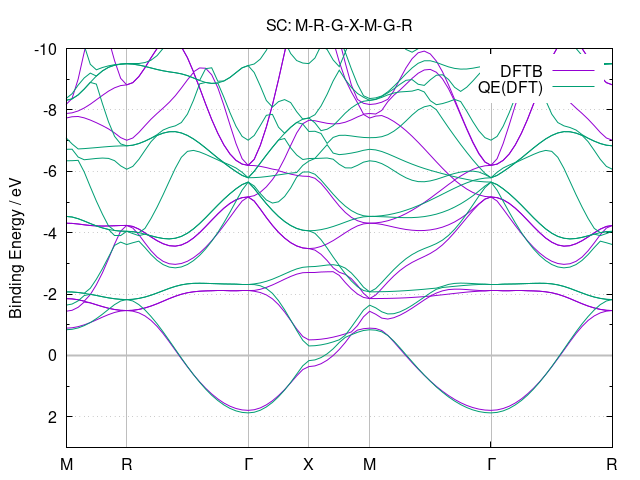 SC: M-R-G-X-M-G-R
DFTB
QE(DFT)
Binding Energy / eV
-10
-8
-6
-4
-2
0
2
M R Γ X M Γ R